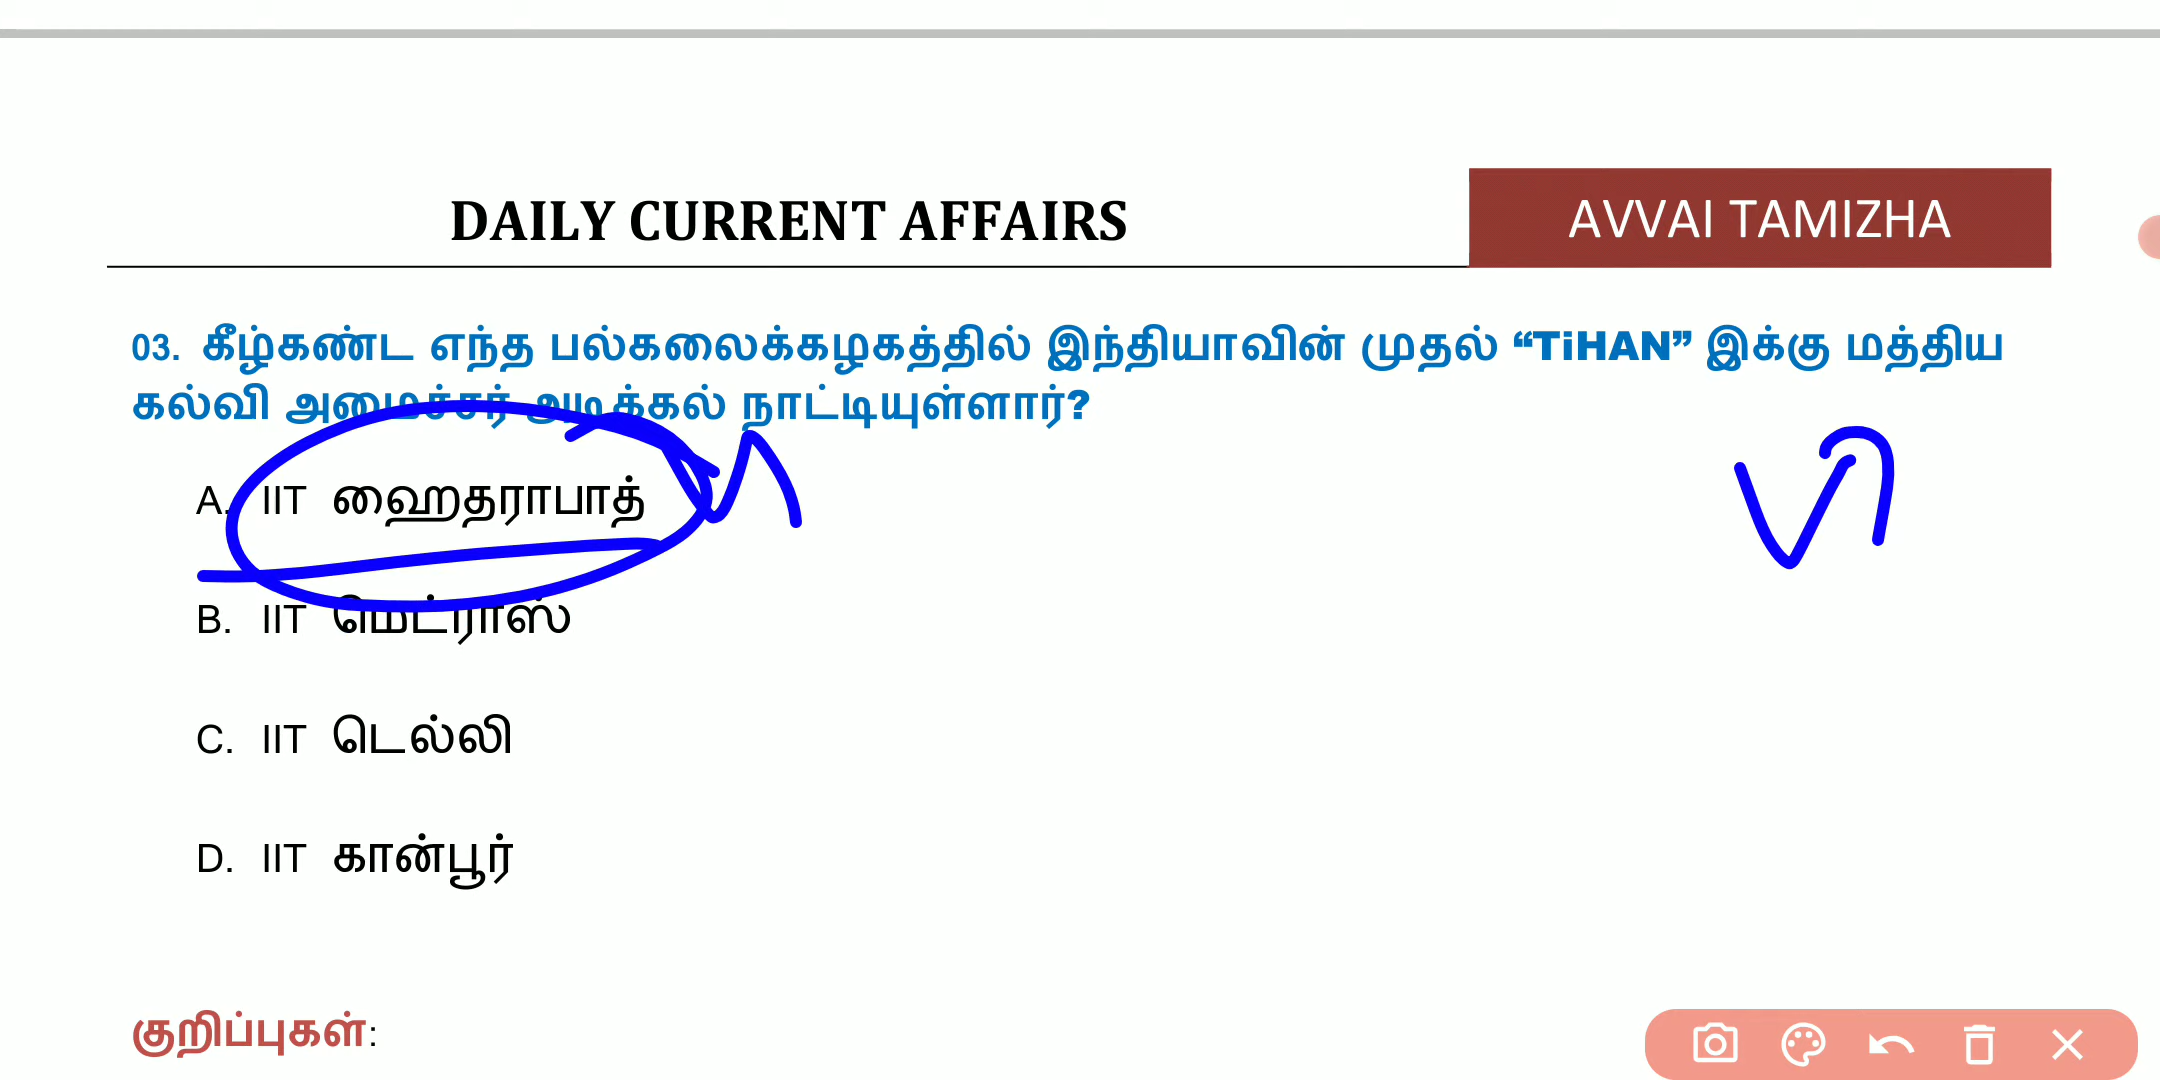 DAILY CURRENT AFFAIRS
AVVAI TAMIZHA
03. கீழ்கண்ட எந்த பல்கலைக்கழகத்தில் இந்தியாவின் முதல் “TiHAN” இக்கு மத்திய
கல்வி அமைச்சர் அடிக்கல் நாட்டியுள்ளார்?
A. IIT ஹைதராபாத்
B. IIT மெட்ராஸ்
C. IIT டெல்லி
D. IIT கான்பூர்
குறிப்புகள்: